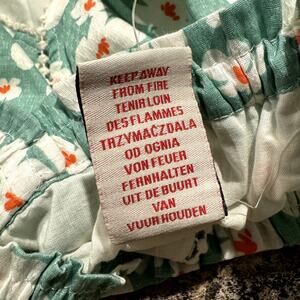 KEEP AWAY
FROM FIRE
TENIR LOIN
DES FLAMMES
TRZYMAĆ ZDALA
OD OGNIA
VON FEUER
FERNHALTEN
UIT DE BUURT
VAN
VUUR HOUDEN